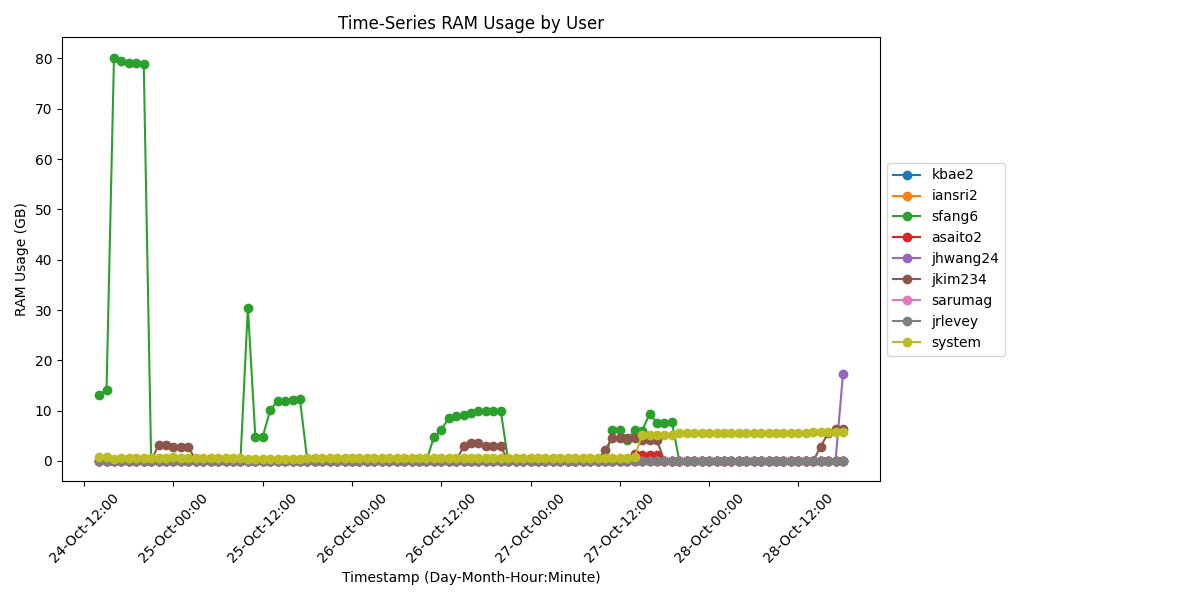 Time-Series RAM Usage by User
RAM Usage (GB)
80
70
60
50
40
30
20
10
0
24-Oct-12:00
25-Oct-00:00
25-Oct-12:00
26-Oct-00:00
26-Oct-12:00
27-Oct-00:00
27-Oct-12:00
28-Oct-00:00
28-Oct-12:00
Timestamp (Day-Month-Hour:Minute)
kbae2
iansri2
sfang6
asaito2
jhwang24
jkim234
sarumag
jrlevey
system